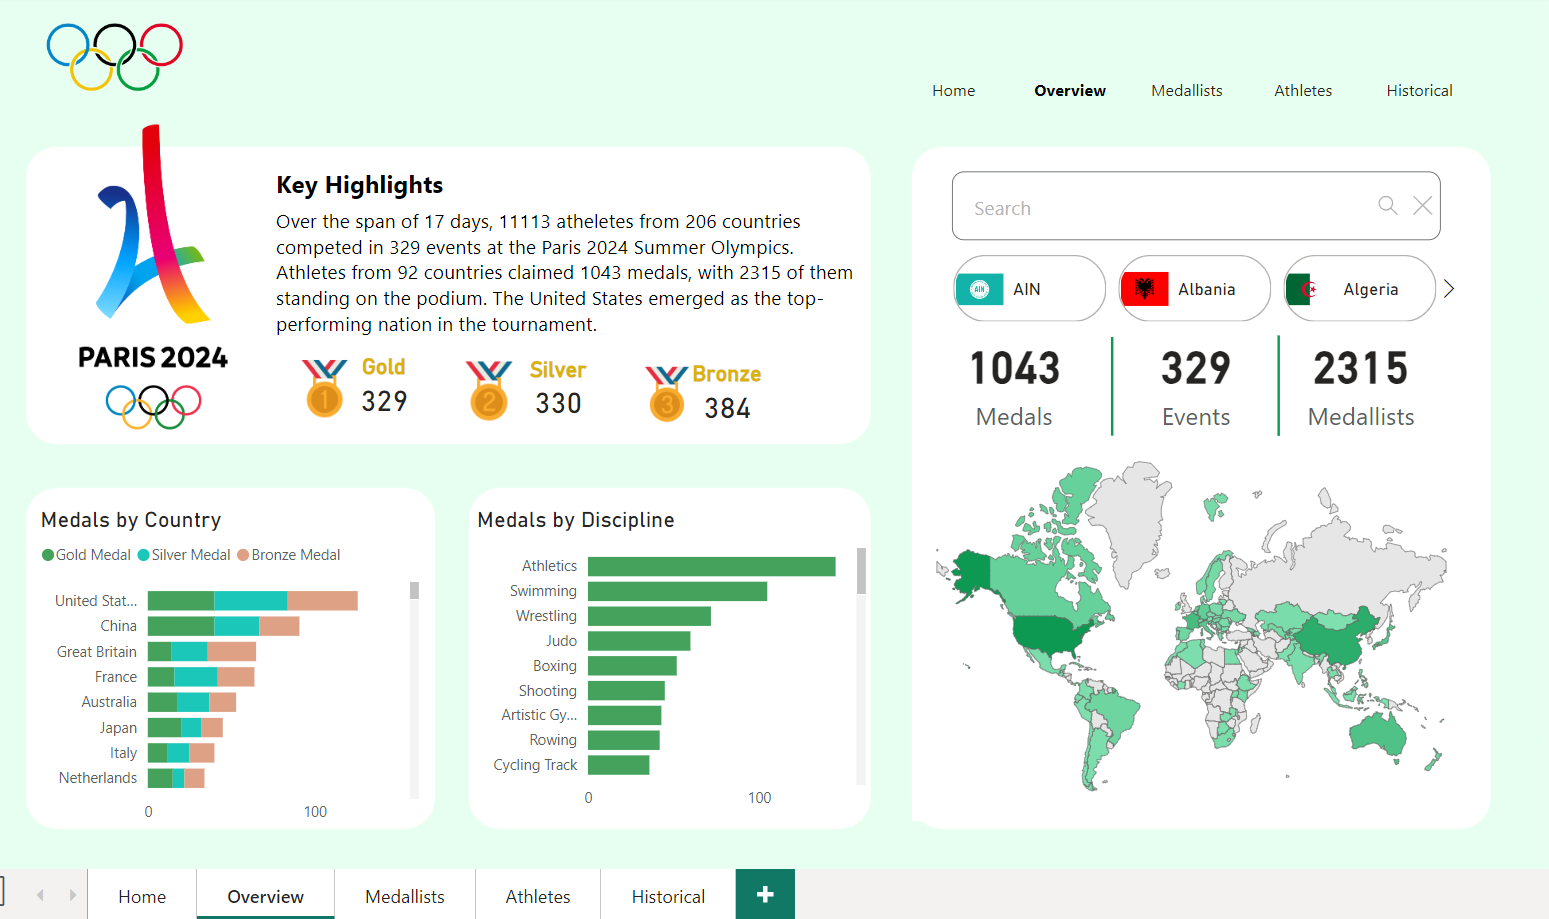 Home Overview Medallists Athletes Historical
Key Highlights
Over the span of 17 days, 11113 atheletes from 206 countries
competed in 329 events at the Paris 2024 Summer Olympics.
Athletes from 92 countries claimed 1043 medals, with 2315 of them
standing on the podium. The United States emerged as the top-
performing nation in the tournament.
PARIS 2024
1 Gold
329
2 Silver
330
3 Bronze
384
Search
AIN AIN
Albania
Algeria
1043 329 2315
Medals Events Medallists
Medals by Country
Gold Medal Silver Medal Bronze Medal
United Stat...
China
Great Britain
France
Australia
Japan
Italy
Netherlands
0 100
Medals by Discipline
Athletics
Swimming
Wrestling
Judo
Boxing
Shooting
Artistic Gy...
Rowing
Cycling Track
0 100
Home Overview Medallists Athletes Historical +